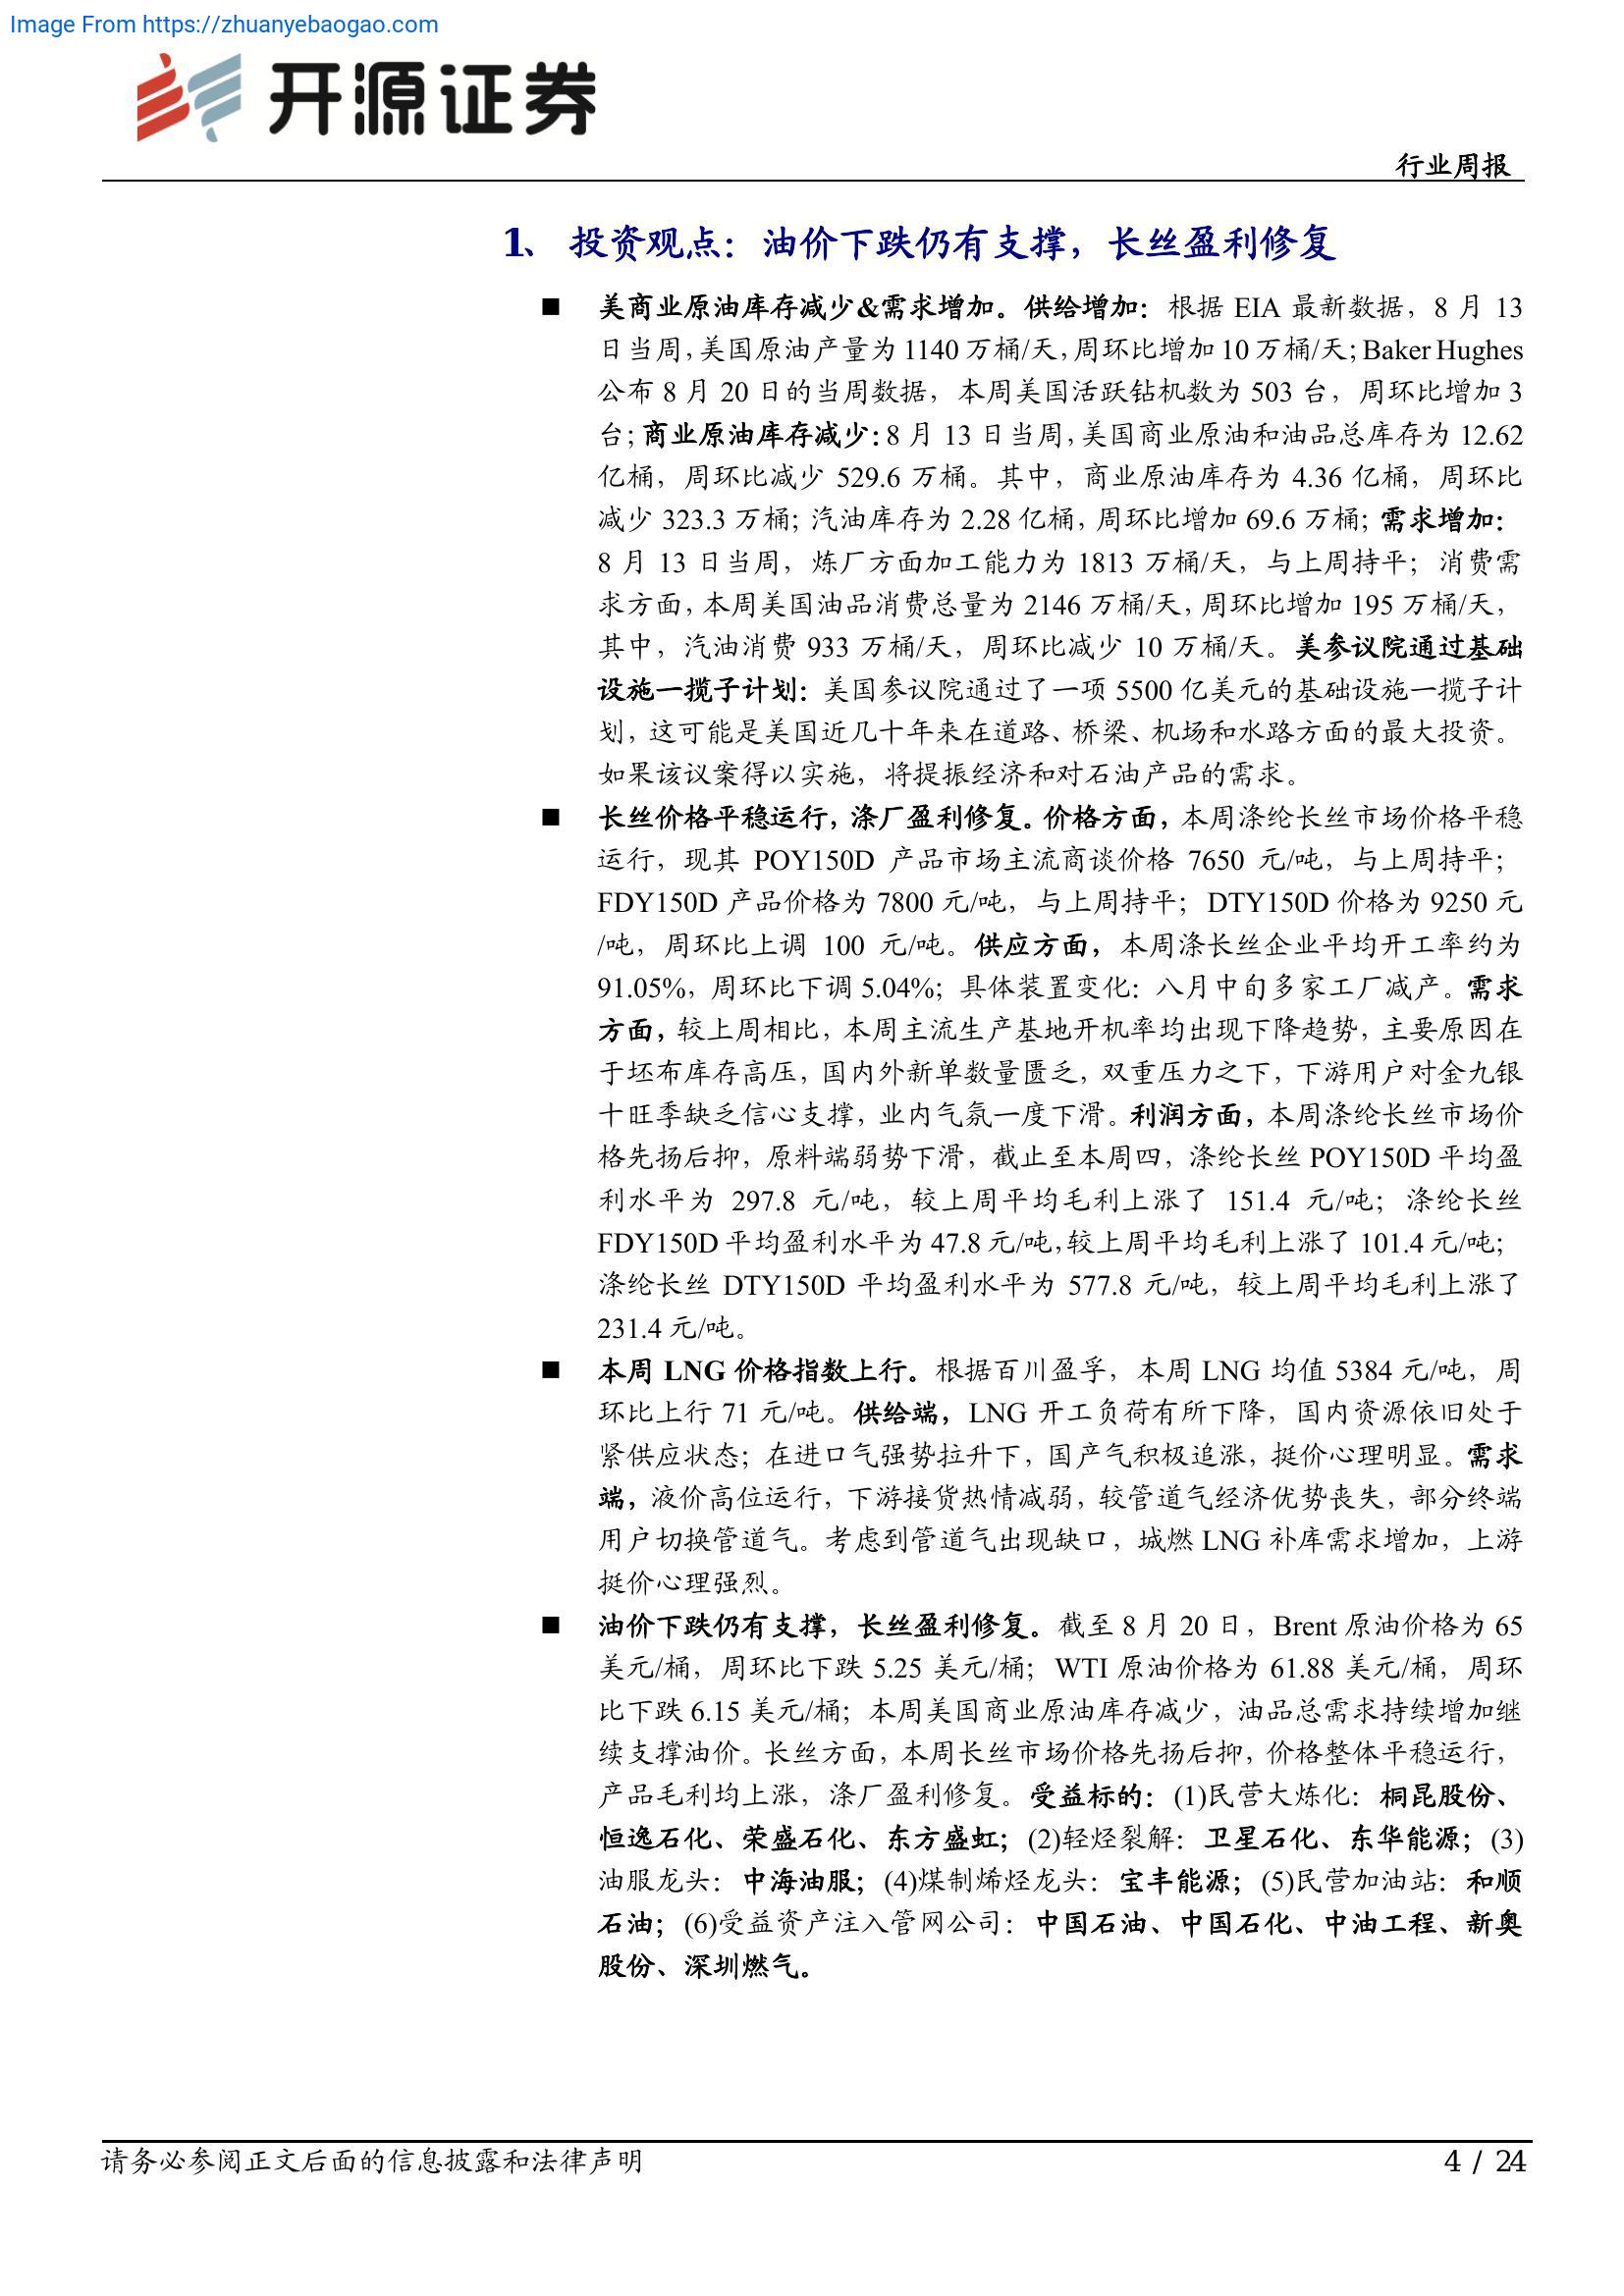 Image From https://zhuanyebaogao.com
开源证券
行业周报
1、 投资观点：油价下跌仍有支撑，长丝盈利修复
■ 美商业原油库存减少&需求增加。供给增加：根据 EIA 最新数据，8 月 13
日当周，美国原油产量为 1140 万桶/天，周环比增加 10 万桶/天；Baker Hughes
公布 8 月 20 日的当周数据，本周美国活跃钻机数为 503 台，周环比增加 3
台；商业原油库存减少：8 月 13 日当周，美国商业原油和油品总库存为 12.62
亿桶，周环比减少 529.6 万桶。其中，商业原油库存为 4.36 亿桶，周环比
减少 323.3 万桶；汽油库存为 2.28 亿桶，周环比增加 69.6 万桶；需求增加：
8 月 13 日当周，炼厂方面加工能力为 1813 万桶/天，与上周持平；消费需
求方面，本周美国油品消费总量为 2146 万桶/天，周环比增加 195 万桶/天，
其中，汽油消费 933 万桶/天，周环比减少 10 万桶/天。美参议院通过基础
设施一揽子计划：美国参议院通过了一项 5500 亿美元的基础设施一揽子计
划，这可能是美国近几十年来在道路、桥梁、机场和水路方面的最大投资。
如果该议案得以实施，将提振经济和对石油产品的需求。
■ 长丝价格平稳运行，涤厂盈利修复。价格方面，本周涤纶长丝市场价格平稳
运行，现其 POY150D 产品市场主流商谈价格 7650 元/吨，与上周持平；
FDY150D 产品价格为 7800 元/吨，与上周持平；DTY150D 价格为 9250 元
/吨，周环比上调 100 元/吨。供应方面，本周涤长丝企业平均开工率约为
91.05%，周环比下调 5.04%；具体装置变化：八月中旬多家工厂减产。需求
方面，较上周相比，本周主流生产基地开机率均出现下降趋势，主要原因在
于坯布库存高压，国内外新单数量匮乏，双重压力之下，下游用户对金九银
十旺季缺乏信心支撑，业内气氛一度下滑。利润方面，本周涤纶长丝市场价
格先扬后抑，原料端弱势下滑，截止至本周四，涤纶长丝 POY150D 平均盈
利水平为 297.8 元/吨，较上周平均毛利上涨了 151.4 元/吨；涤纶长丝
FDY150D 平均盈利水平为 47.8 元/吨，较上周平均毛利上涨了 101.4 元/吨；
涤纶长丝 DTY150D 平均盈利水平为 577.8 元/吨，较上周平均毛利上涨了
231.4 元/吨。
■ 本周 LNG 价格指数上行。根据百川盈孚，本周 LNG 均值 5384 元/吨，周
环比上行 71 元/吨。供给端，LNG 开工负荷有所下降，国内资源依旧处于
紧供应状态；在进口气强势拉升下，国产气积极追涨，挺价心理明显。需求
端，液价高位运行，下游接货热情减弱，较管道气经济优势丧失，部分终端
用户切换管道气。考虑到管道气出现缺口，城燃 LNG 补库需求增加，上游
挺价心理强烈。
■ 油价下跌仍有支撑，长丝盈利修复。截至 8 月 20 日，Brent 原油价格为 65
美元/桶，周环比下跌 5.25 美元/桶；WTI 原油价格为 61.88 美元/桶，周环
比下跌 6.15 美元/桶；本周美国商业原油库存减少，油品总需求持续增加继
续支撑油价。长丝方面，本周长丝市场价格先扬后抑，价格整体平稳运行，
产品毛利均上涨，涤厂盈利修复。受益标的：(1)民营大炼化：桐昆股份、
恒逸石化、荣盛石化、东方盛虹；(2)轻烃裂解：卫星石化、东华能源；(3)
油服龙头：中海油服；(4)煤制烯烃龙头：宝丰能源；(5)民营加油站：和顺
石油；(6)受益资产注入管网公司：中国石油、中国石化、中油工程、新奥
股份、深圳燃气。
请务必参阅正文后面的信息披露和法律声明
4 / 24